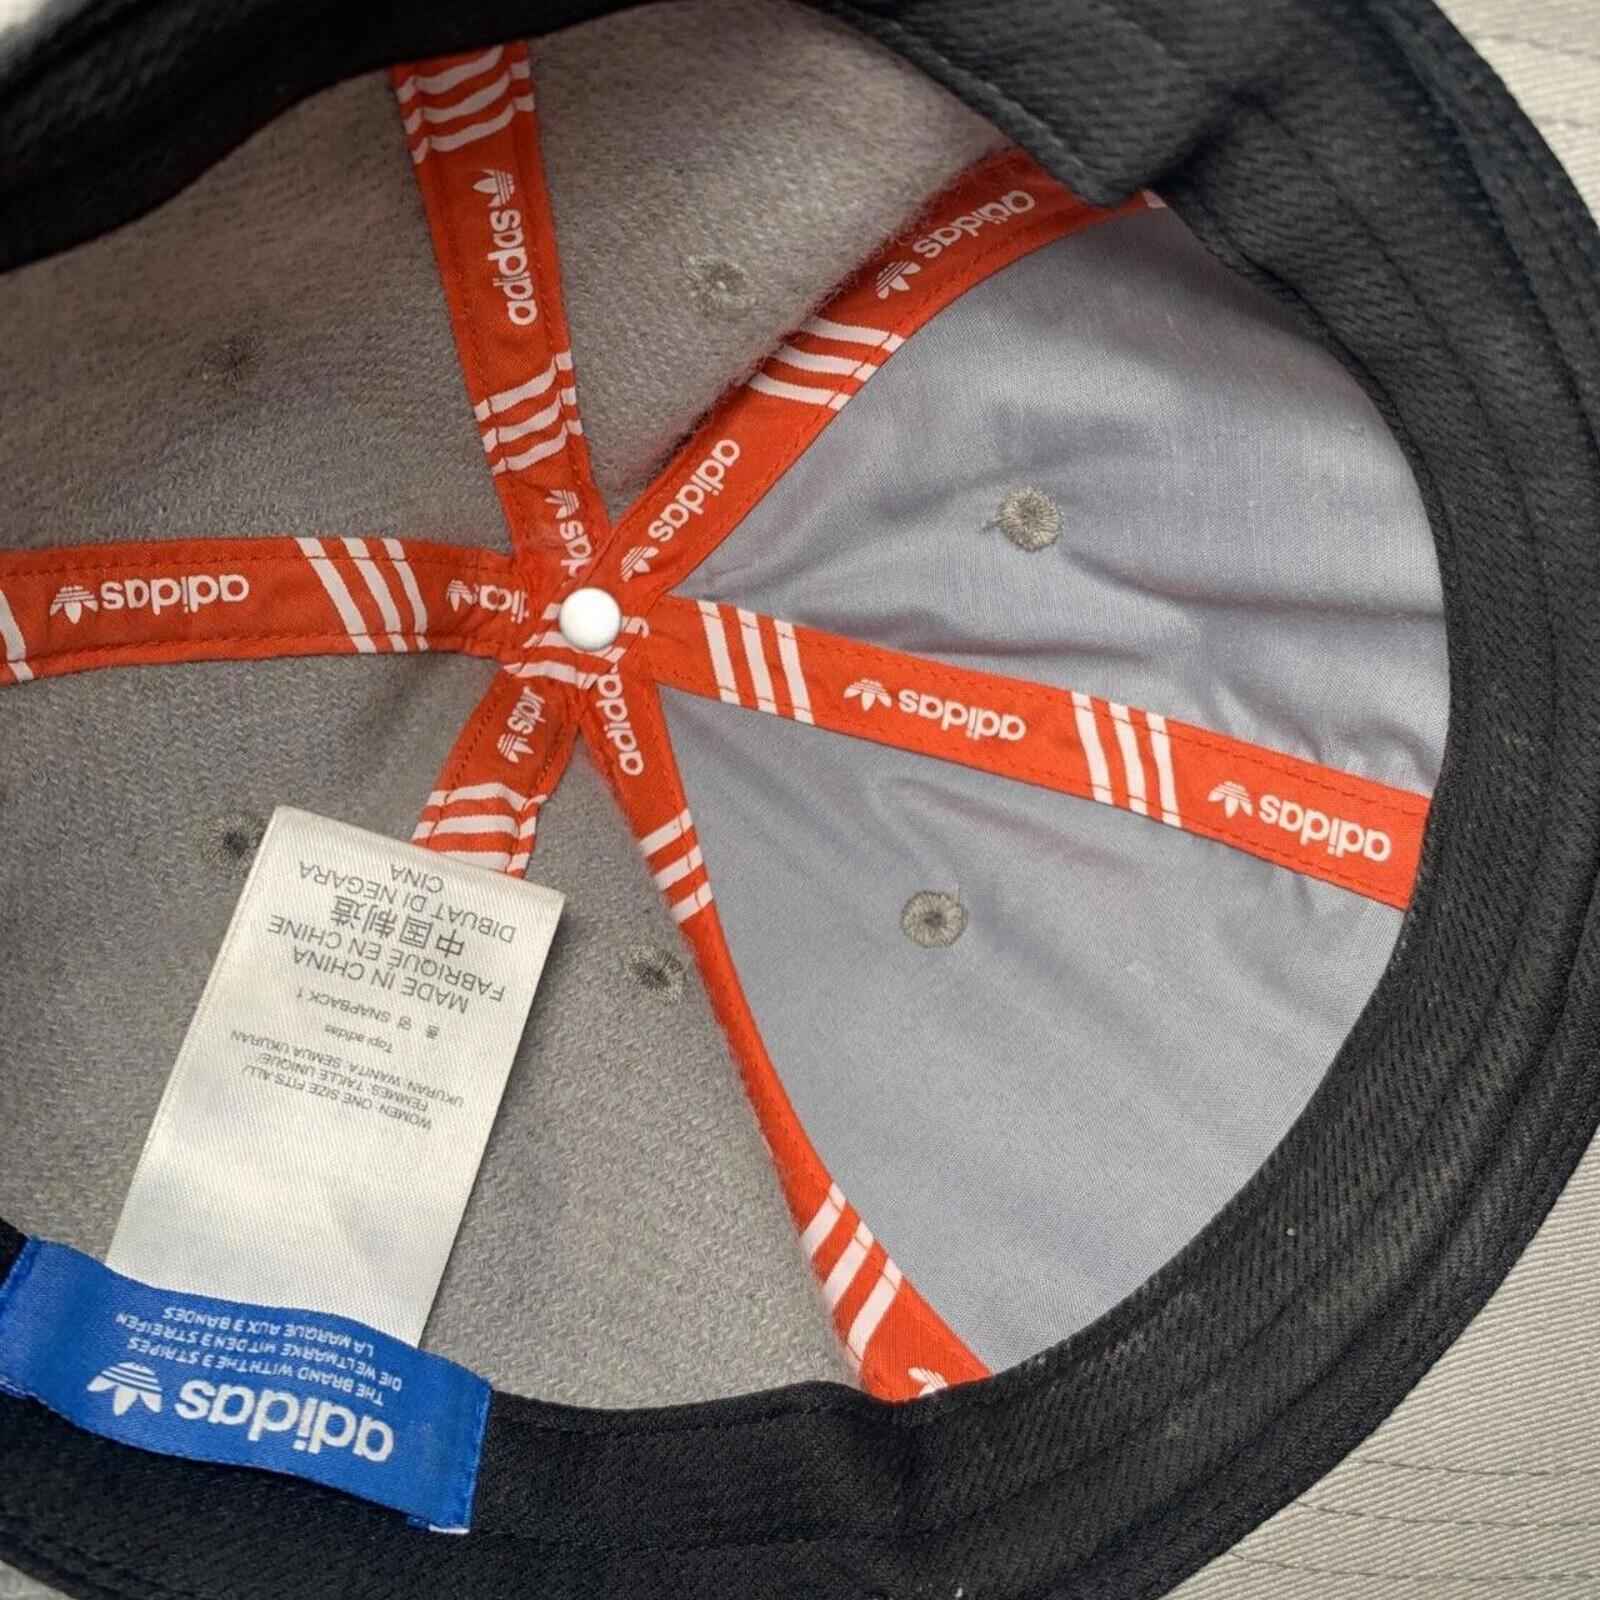 adidas
adidas
adidas
adidas
adidas
adidas
adidas
WOMEN: ONE SIZE FITS-ALL/
FEMMES: TAILLE UNIQUE/
UKURAN: WANITA: SEMUA UKURAN
Topi adidas
SNAPBACK 1
MADE IN CHINA
FABRIQUÉ EN CHINE
中国制造
DIBUAT DI NEGARA
CINA
adidas
THE BRAND WITH THE 3 STRIPES
DIE WELTMARKE MIT DEN 3 STREIFEN
LA MARQUE AUX 3 BANDES